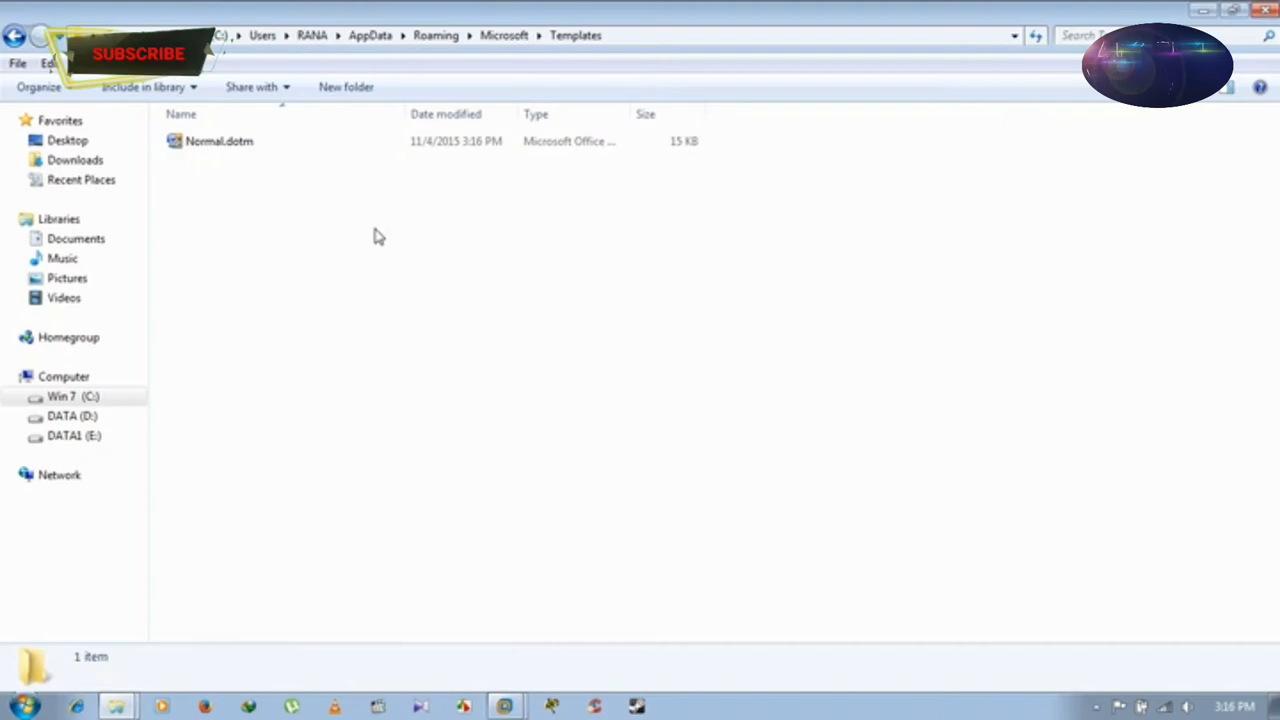 (C:)
Users
RANA
AppData
Roaming
Microsoft
Templates
Search
SUBSCRIBE
File
Organize
Include in library
Share with
New folder
Name
Date modified
Type
Size
Normal.dotm
11/4/2015 3:16 PM
Microsoft Office ...
15 KB
Favorites
Desktop
Downloads
Recent Places
Libraries
Documents
Music
Pictures
Videos
Homegroup
Computer
Win 7 (C:)
DATA (D:)
DATA1 (E:)
Network
1 item
3:16 PM